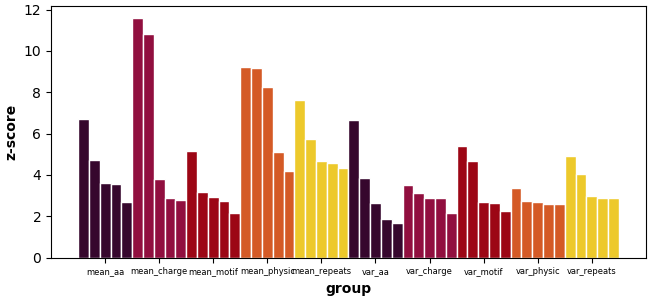 12
10
8
6
4
2
0
z-score
mean_aa mean_charge mean_motif mean_physic mean_repeats var_aa var_charge var_motif var_physic var_repeats
group